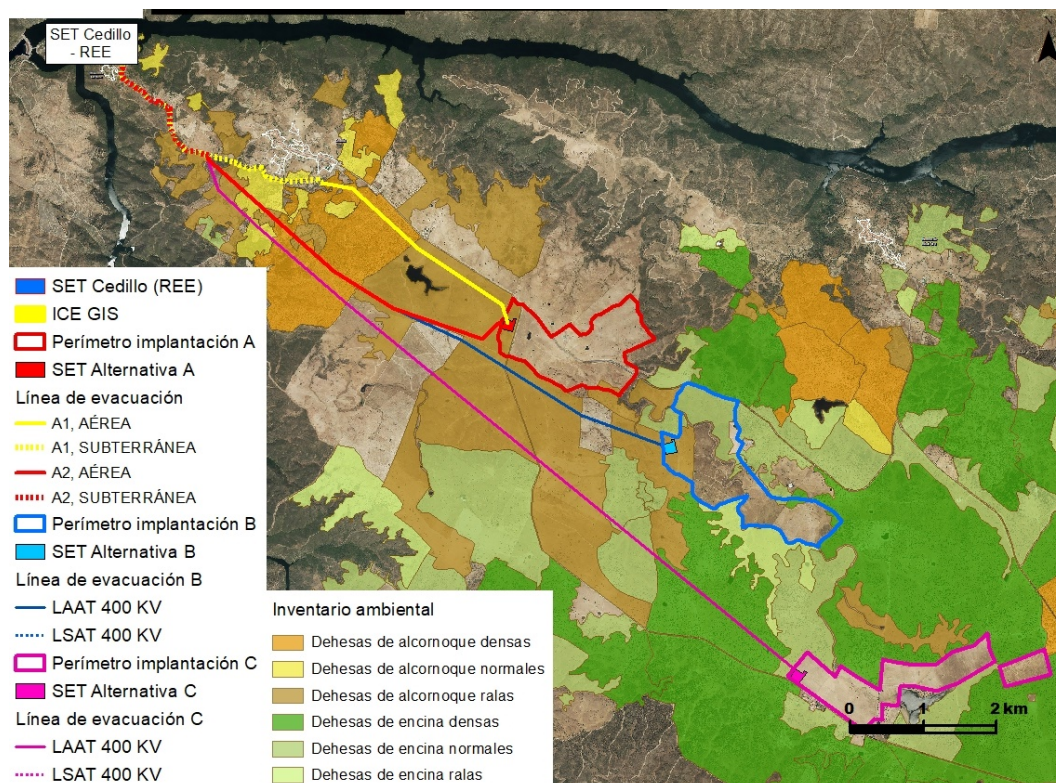 SET Cedillo
- REE
SET Cedillo (REE)
ICE GIS
Perímetro implantación A
SET Alternativa A
Línea de evacuación
A1, AÉREA
A1, SUBTERRÁNEA
A2, AÉREA
A2, SUBTERRÁNEA
Perímetro implantación B
SET Alternativa B
Línea de evacuación B
LAAT 400 KV
LSAT 400 KV
Perímetro implantación C
SET Alternativa C
Línea de evacuación C
LAAT 400 KV
LSAT 400 KV
Inventario ambiental
Dehesas de alcornoque densas
Dehesas de alcornoque normales
Dehesas de alcornoque ralas
Dehesas de encina densas
Dehesas de encina normales
Dehesas de encina ralas
0 1 2 km